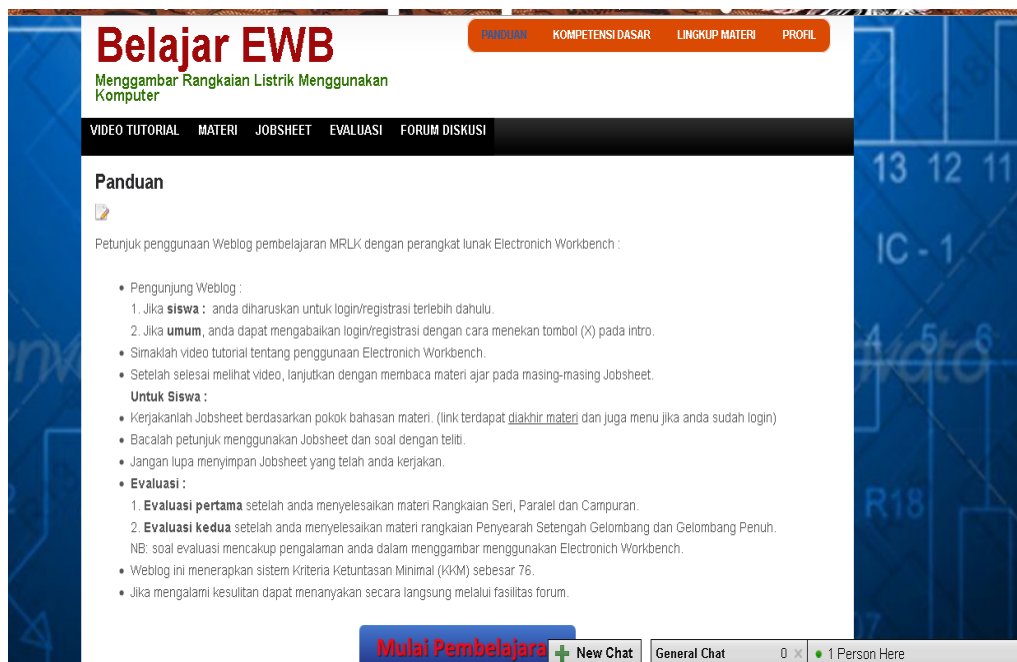 Belajar EWB
Menggambar Rangkaian Listrik Menggunakan
Komputer
PANDUAN KOMPETENSI DASAR LINGKUP MATERI PROFIL
VIDEO TUTORIAL MATERI JOBSHEET EVALUASI FORUM DISKUSI
Panduan
Petunjuk penggunaan Weblog pembelajaran MRLK dengan perangkat lunak Electronich Workbench :
• Pengunjung Weblog :
1. Jika siswa : anda diharuskan untuk login/registrasi terlebih dahulu.
2. Jika umum, anda dapat mengabaikan login/registrasi dengan cara menekan tombol (X) pada intro.
• Simaklah video tutorial tentang penggunaan Electronich Workbench.
• Setelah selesai melihat video, lanjutkan dengan membaca materi ajar pada masing-masing Jobsheet.
Untuk Siswa :
• Kerjakanlah Jobsheet berdasarkan pokok bahasan materi. (link terdapat diakhir materi dan juga menu jika anda sudah login)
• Bacalah petunjuk menggunakan Jobsheet dan soal dengan teliti.
• Jangan lupa menyimpan Jobsheet yang telah anda kerjakan.
• Evaluasi :
1. Evaluasi pertama setelah anda menyelesaikan materi Rangkaian Seri, Paralel dan Campuran.
2. Evaluasi kedua setelah anda menyelesaikan materi rangkaian Penyearah Setengah Gelombang dan Gelombang Penuh.
NB: soal evaluasi mencakup pengalaman anda dalam menggambar menggunakan Electronich Workbench.
• Weblog ini menerapkan sistem Kriteria Ketuntasan Minimal (KKM) sebesar 76.
• Jika mengalami kesulitan dapat menanyakan secara langsung melalui fasilitas forum.
Mulai Pembelajara
New Chat General Chat 0 × 1 Person Here
R18
13 12 11
IC - 1
4 5 6
R18